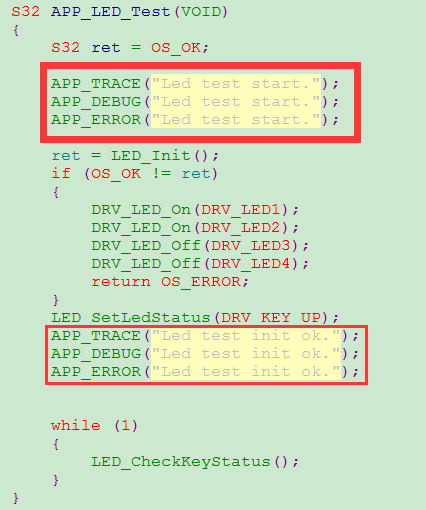 S32 APP_LED_Test(VOID)
{
S32 ret = OS_OK;
APP_TRACE("Led test start.");
APP_DEBUG("Led test start.");
APP_ERROR("Led test start.");
ret = LED_Init();
if (OS_OK != ret)
{
DRV_LED_On(DRV_LED1);
DRV_LED_On(DRV_LED2);
DRV_LED_Off(DRV_LED3);
DRV_LED_Off(DRV_LED4);
return OS_ERROR;
}
LED_SetLedStatus(DRV_KEY_UP);
APP_TRACE("Led test init ok.");
APP_DEBUG("Led test init ok.");
APP_ERROR("Led test init ok.");
while (1)
{
LED_CheckKeyStatus();
}
}